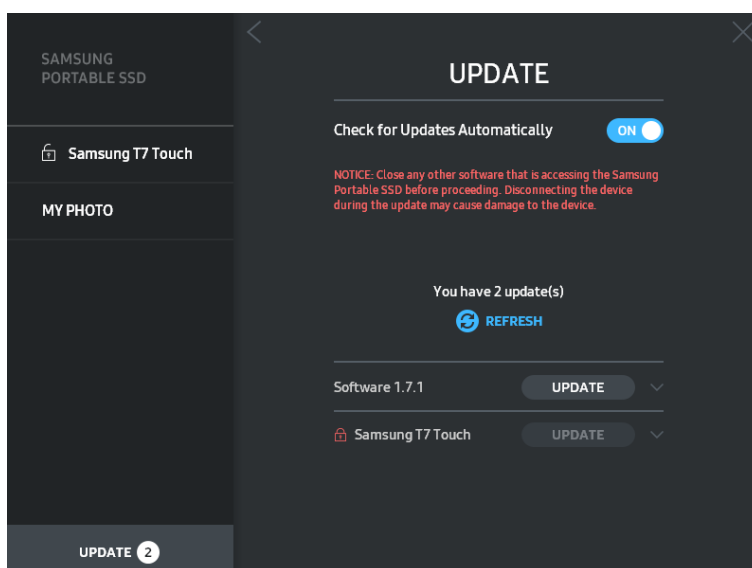 SAMSUNG
PORTABLE SSD
Samsung T7 Touch
MY PHOTO
UPDATE 2
UPDATE
Check for Updates Automatically
ON
NOTICE: Close any other software that is accessing the Samsung
Portable SSD before proceeding. Disconnecting the device
during the update may cause damage to the device.
You have 2 update(s)
REFRESH
Software 1.7.1 UPDATE
Samsung T7 Touch UPDATE